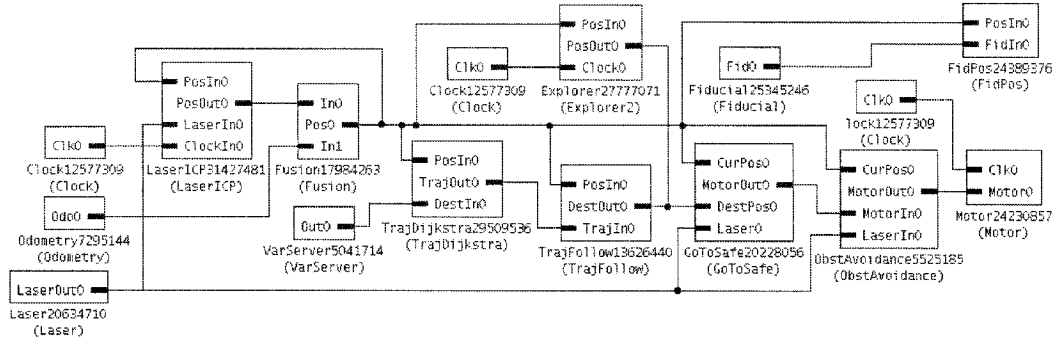 PosIn0
PosOut0
Clk0
Clock0
Clock12577309
(Clock)
Explorer27777071
(Explorer2)
Fid0
Fiducial25345246
(Fiducial)
PosIn0
FidIn0
FidPos24389376
(FidPos)
PosIn0
PosOut0
LaserIn0
ClockIn0
LaserICP31427481
(LaserICP)
Clk0
Clock12577309
(Clock)
In0
Pos0
In1
Fusion17984263
(Fusion)
Clk0
lock12577309
(Clock)
Odo0
Odometry7295144
(Odometry)
Out0
VarServer5041714
(VarServer)
PosIn0
TrajOut0
DestIn0
TrajDijkstra29509536
(TrajDijkstra)
PosIn0
DestOut0
TrajIn0
TrajFollow13626440
(TrajFollow)
CurPos0
MotorOut0
DestPos0
Laser0
GoToSafe20228056
(GoToSafe)
CurPos0
MotorOut0
MotorIn0
LaserIn0
ObstAvoidance5525185
(ObstAvoidance)
Clk0
Motor0
Motor24230857
(Motor)
LaserOut0
Laser20634710
(Laser)